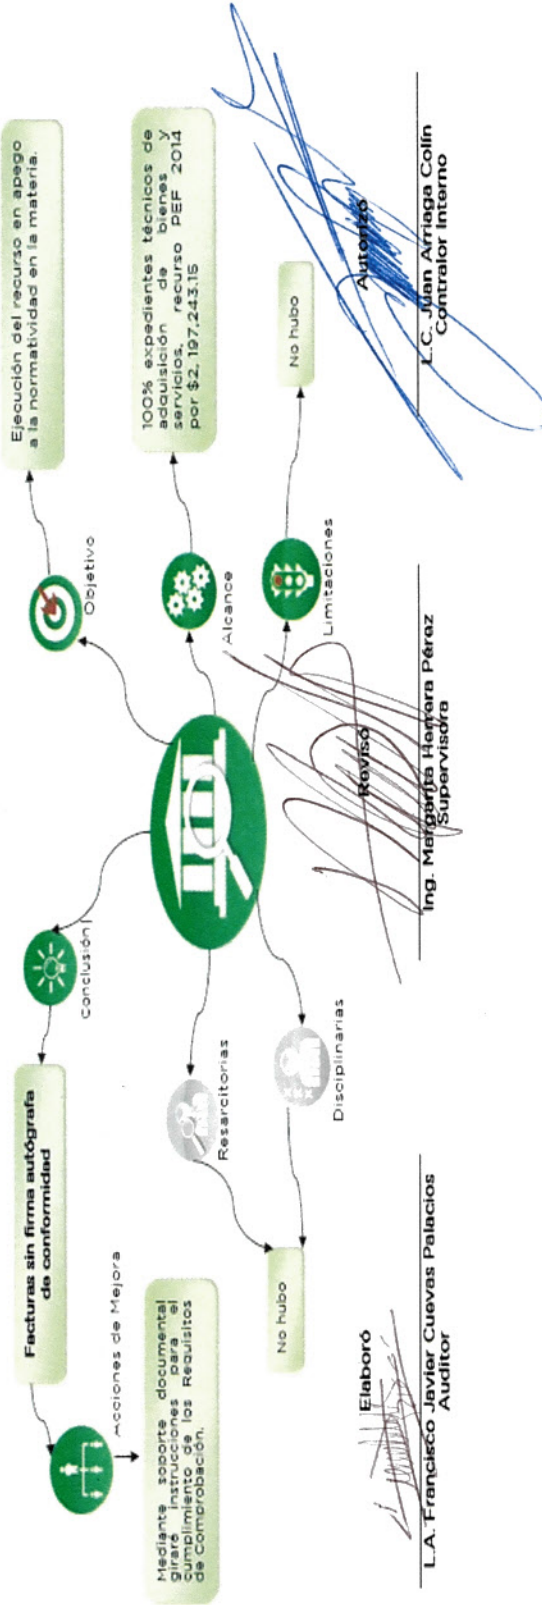 Facturas sin firma autógrafa
de conformidad
Conclusión
Acciones de Mejora
Mediante soporte documental
giraré instrucciones para el
cumplimiento de los Requisitos
de Comprobación.
Objetivo
Ejecución del recurso en apego
a la normatividad en la materia.
Alcance
100% expedientes técnicos de
adquisición de bienes y
servicios, recurso PEF 2014
por $2, 197,243.15
Limitaciones
No hubo
Resarcitorias
Disciplinarias
No hubo
Elaboró
L.A. Francisco Javier Cuevas Palacios
Auditor
Revisó
Ing. Margarita Herrera Pérez
Supervisora
Autorizó
L.C. Juan Arriaga Colín
Contralor Interno